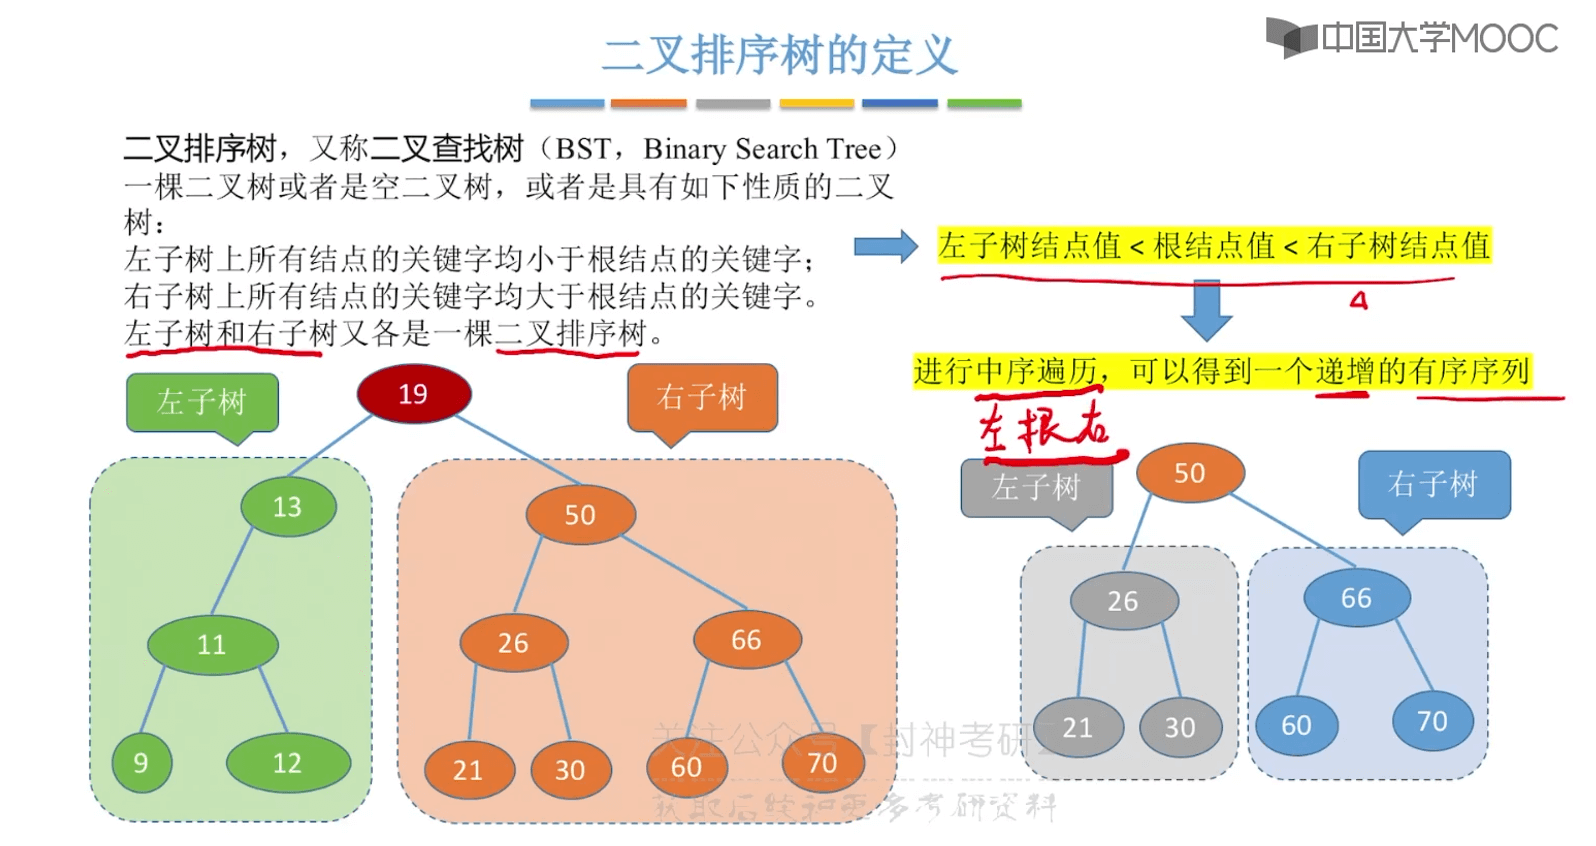 二叉排序树的定义
中国大学MOOC
二叉排序树，又称二叉查找树（BST，Binary Search Tree）
一棵二叉树或者是空二叉树，或者是具有如下性质的二叉
树：
左子树上所有结点的关键字均小于根结点的关键字；
右子树上所有结点的关键字均大于根结点的关键字。
左子树和右子树又各是一棵二叉排序树。
左子树结点值 < 根结点值 < 右子树结点值
进行中序遍历，可以得到一个递增的有序序列
左根右
左子树
19
右子树
13
50
11
26
66
9
12
21
30
60
70
左子树
50
右子树
26
66
21
30
60
70
关注公众号【封神考研】
获取后续和更多考研资料